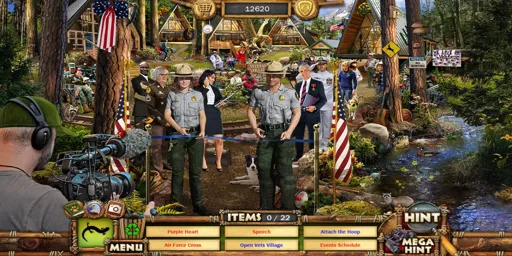 12620
ITEMS 0 / 22
HINT
Purple Heart Speech Attach the Hoop
MENU Air Force Cross Open Vets Village Events Schedule MEGA HINT